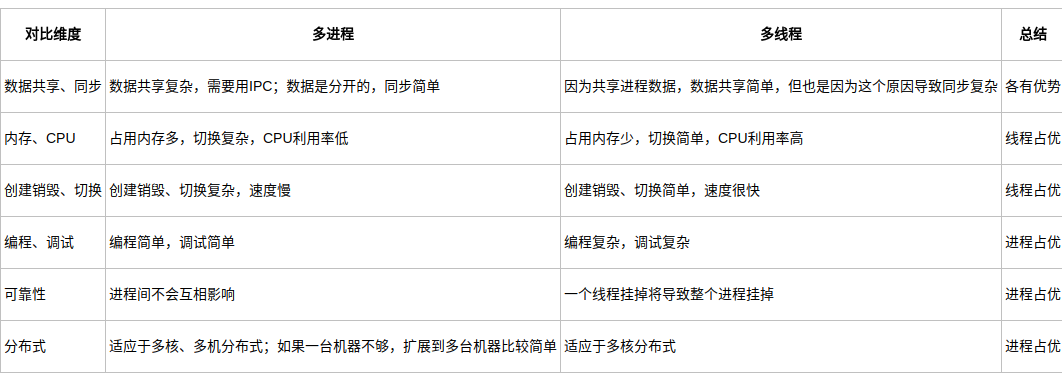 对比维度 多进程 多线程 总结
数据共享、同步 数据共享复杂，需要用IPC；数据是分开的，同步简单 因为共享进程数据，数据共享简单，但也是因为这个原因导致同步复杂 各有优势
内存、CPU 占用内存多，切换复杂，CPU利用率低 占用内存少，切换简单，CPU利用率高 线程占优
创建销毁、切换 创建销毁、切换复杂，速度慢 创建销毁、切换简单，速度很快 线程占优
编程、调试 编程简单，调试简单 编程复杂，调试复杂 进程占优
可靠性 进程间不会互相影响 一个线程挂掉将导致整个进程挂掉 进程占优
分布式 适应于多核、多机分布式；如果一台机器不够，扩展到多台机器比较简单 适应于多核分布式 进程占优